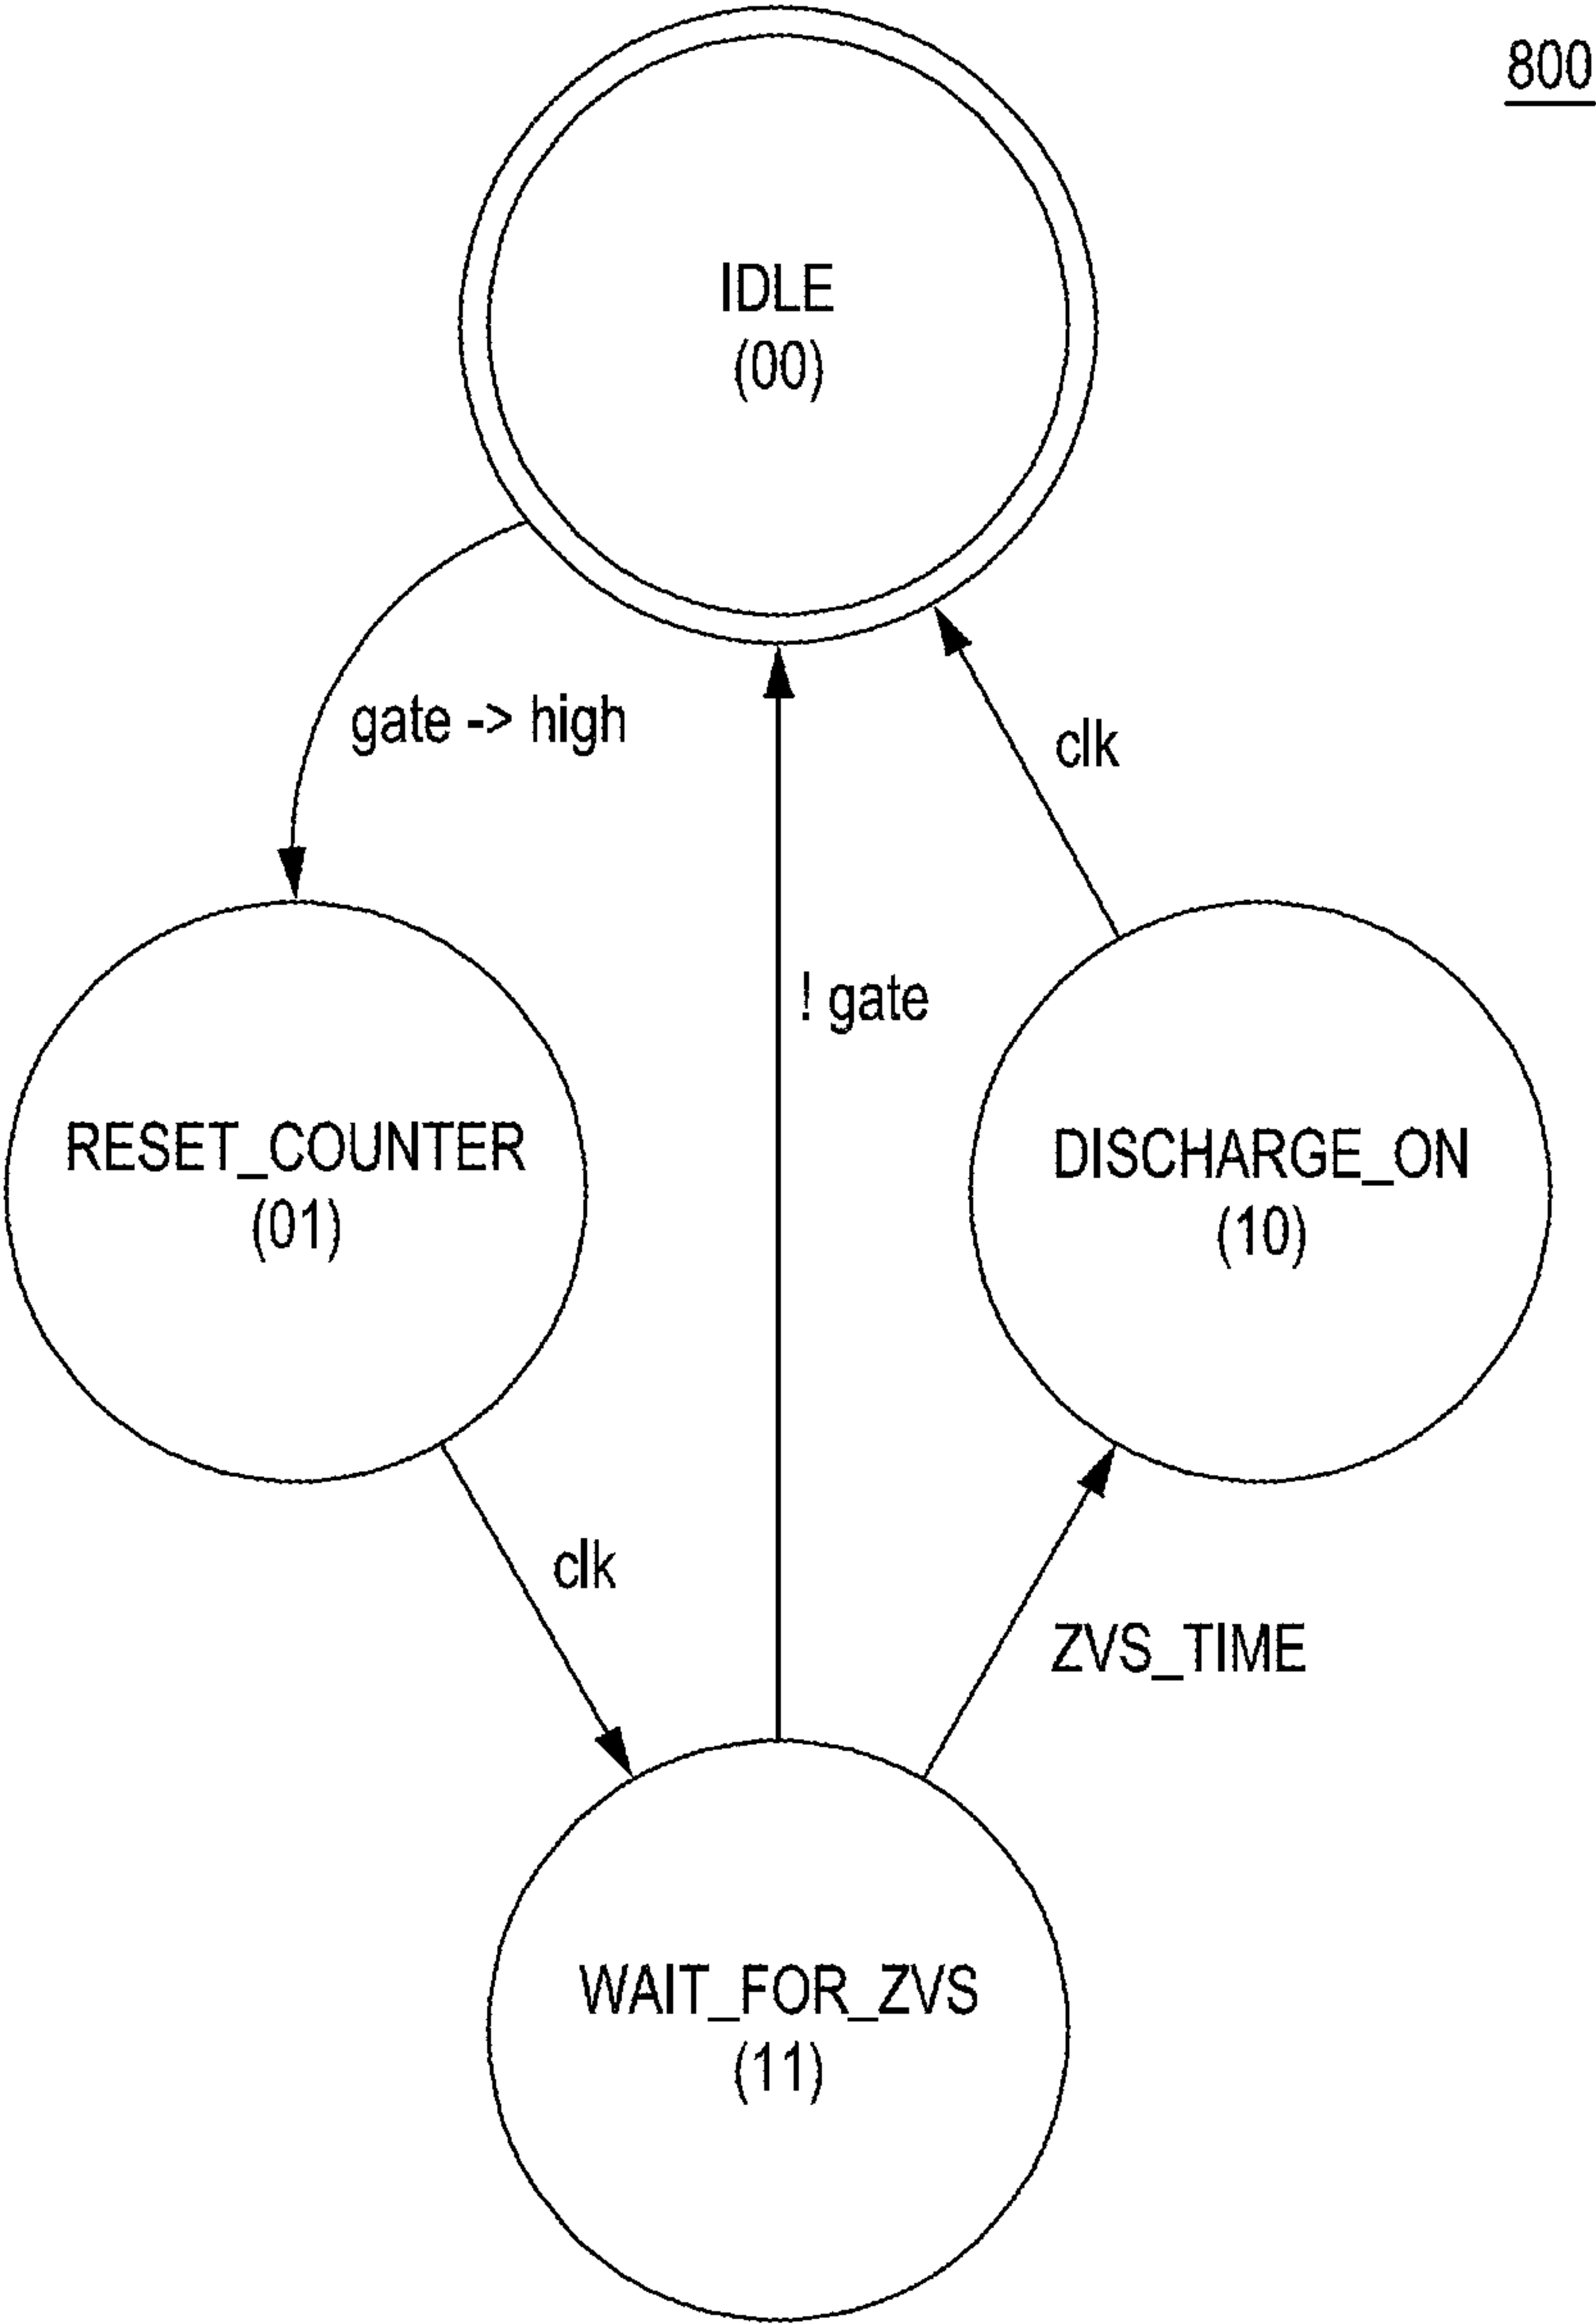 800
IDLE
(00)
gate -> high
clk
! gate
RESET_COUNTER
(01)
DISCHARGE_ON
(10)
clk
ZVS_TIME
WAIT_FOR_ZVS
(11)